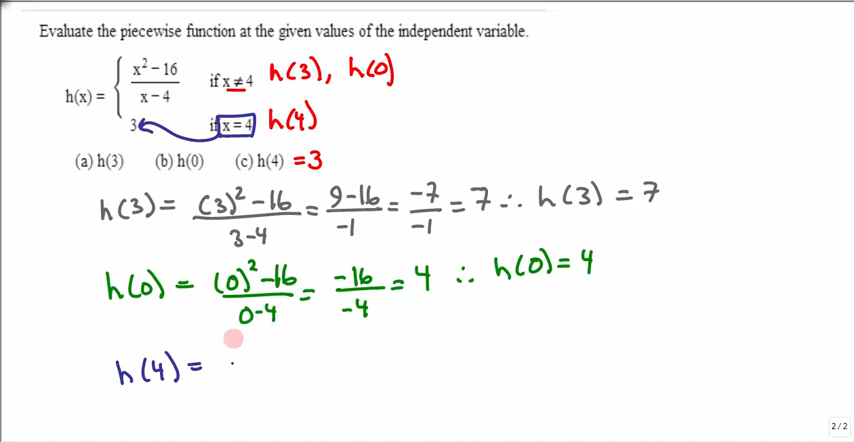 Evaluate the piecewise function at the given values of the independent variable.
h(x) = { x² − 16 / x − 4 if x ≠ 4 h(3), h(0)
3 if x = 4 h(4)
(a) h(3) (b) h(0) (c) h(4) = 3
h(3) = (3)² − 16 / 3 − 4 = 9 − 16 / −1 = −7 / −1 = 7 ∴ h(3) = 7
h(0) = (0)² − 16 / 0 − 4 = −16 / −4 = 4 ∴ h(0) = 4
h(4) =
2 / 2